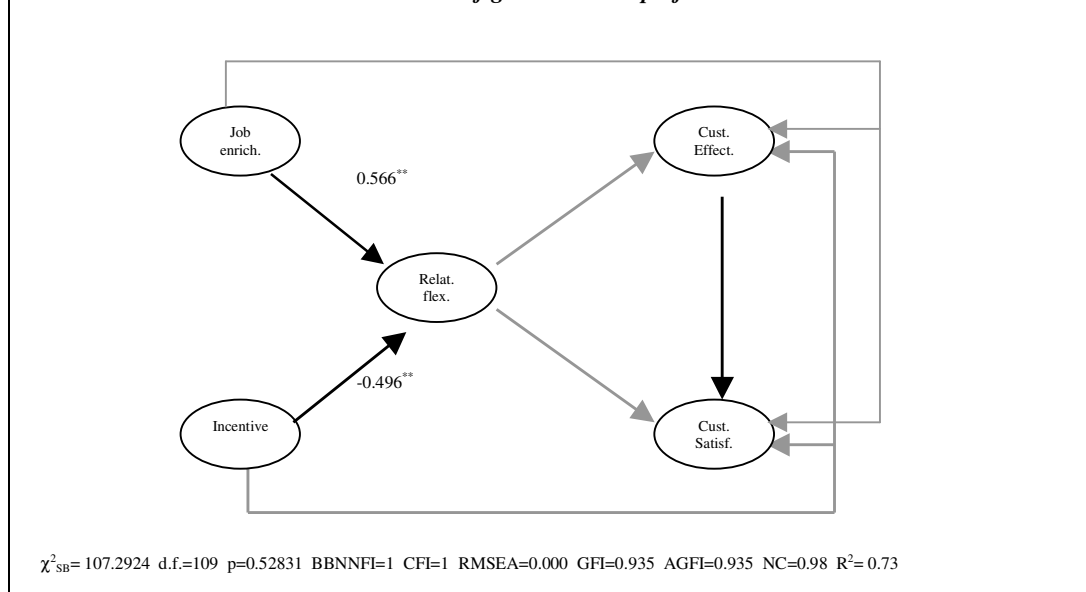 Job
enrich.
Cust.
Effect.
0.566**
Relat.
flex.
-0.496**
Incentive
Cust.
Satisf.
χ²SB= 107.2924 d.f.=109 p=0.52831 BBNNFI=1 CFI=1 RMSEA=0.000 GFI=0.935 AGFI=0.935 NC=0.98 R²= 0.73